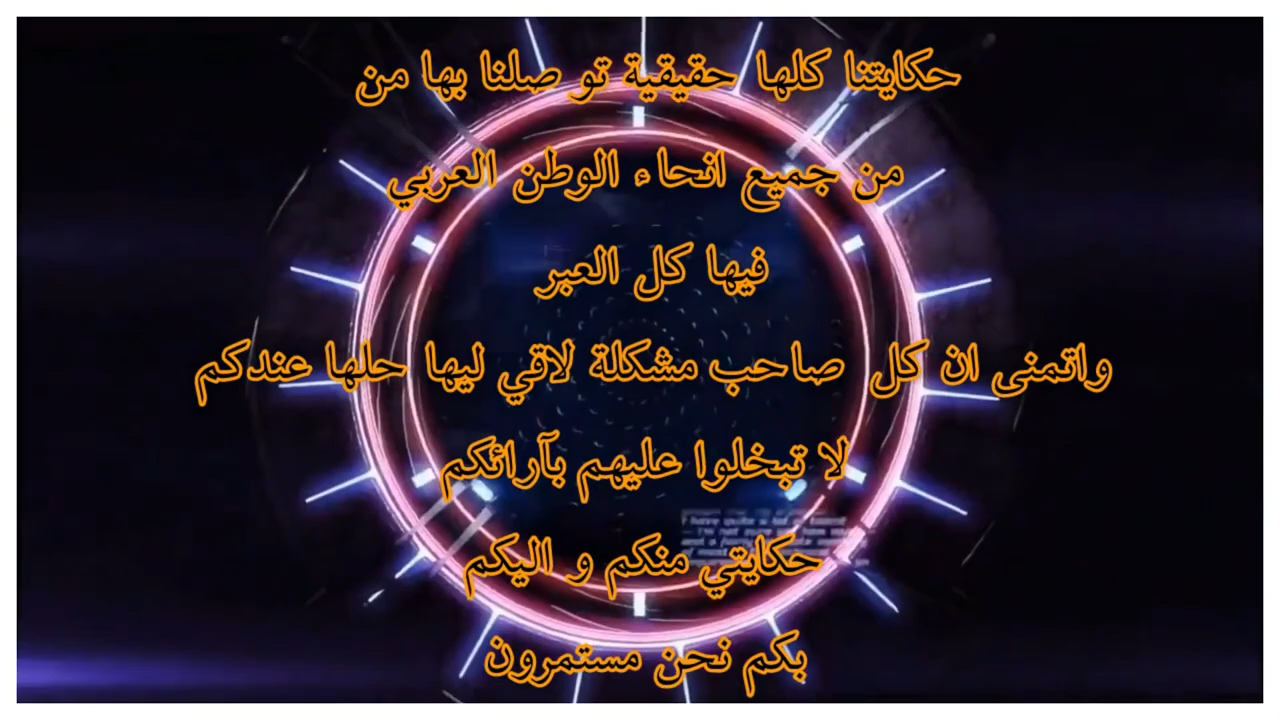 حكايتنا كلها حقيقية تو صلنا بها من
من جميع انحاء الوطن العربي
فيها كل العبر
واتمنى ان كل صاحب مشكلة لاقي ليها حلها عندكم
لا تبخلوا عليهم بآرائكم
حكايتي منكم و اليكم
بكم نحن مستمرون